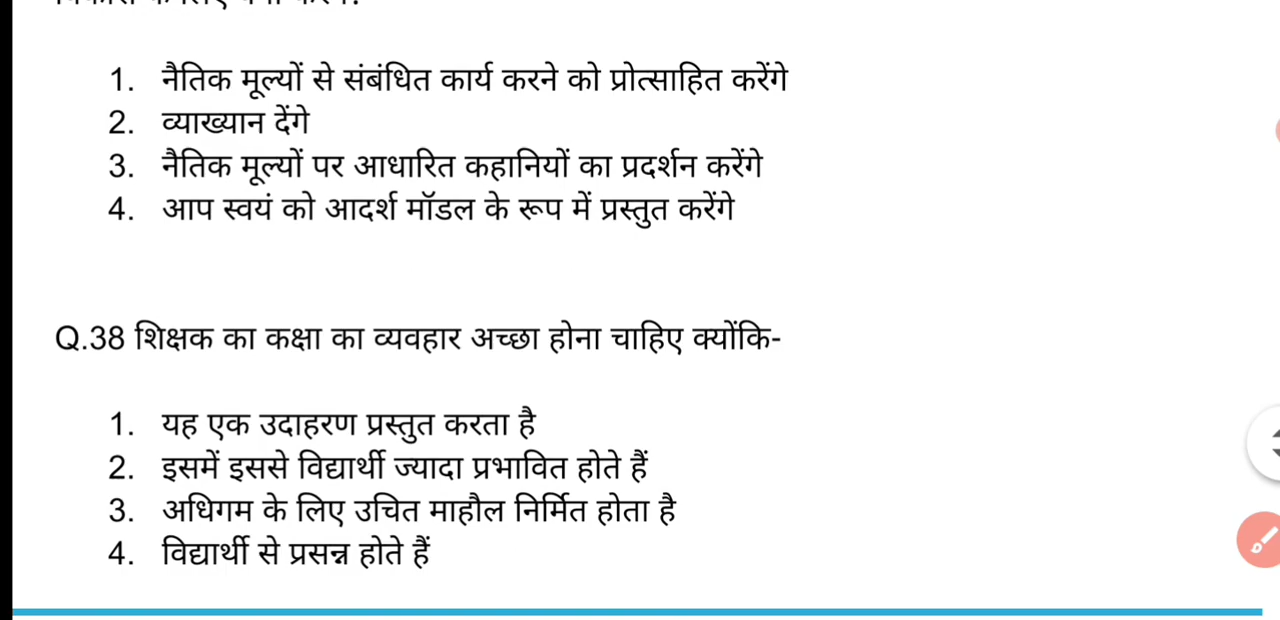 1. नैतिक मूल्यों से संबंधित कार्य करने को प्रोत्साहित करेंगे
2. व्याख्यान देंगे
3. नैतिक मूल्यों पर आधारित कहानियों का प्रदर्शन करेंगे
4. आप स्वयं को आदर्श मॉडल के रूप में प्रस्तुत करेंगे
Q.38 शिक्षक का कक्षा का व्यवहार अच्छा होना चाहिए क्योंकि-
1. यह एक उदाहरण प्रस्तुत करता है
2. इसमें इससे विद्यार्थी ज्यादा प्रभावित होते हैं
3. अधिगम के लिए उचित माहौल निर्मित होता है
4. विद्यार्थी से प्रसन्न होते हैं